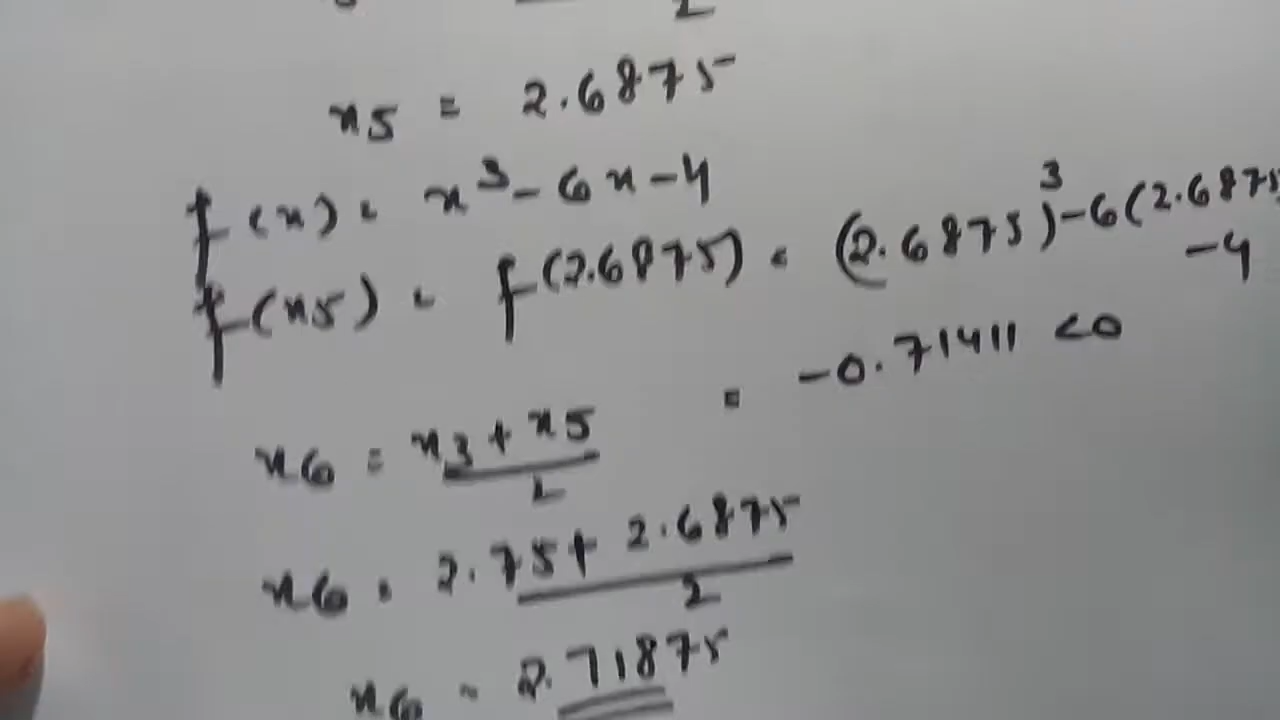 2
x5 = 2.6875
f(x) = x³ - 6x - 4
f(x5) = f(2.6875) = (2.6875)³ - 6(2.6875
-4
= -0.71411 <0
x6 = x3 + x5
2
x6 = 2.75 + 2.6875
2
x6 = 2.71875